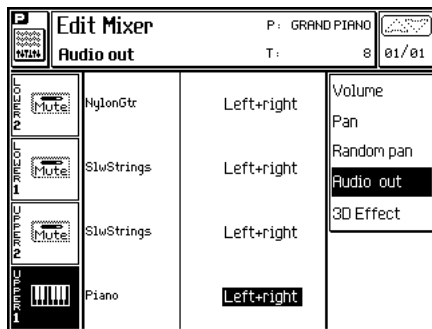 P
Edit Mixer
P: GRAND PIANO
Audio out
T: 8
01/01
LOWER 2
Mute
NylonGtr
Left+right
LOWER 1
Mute
SlwStrings
Left+right
UPPER 2
Mute
SlwStrings
Left+right
UPPER 1
Piano
Left+right
Volume
Pan
Random pan
Audio out
3D Effect